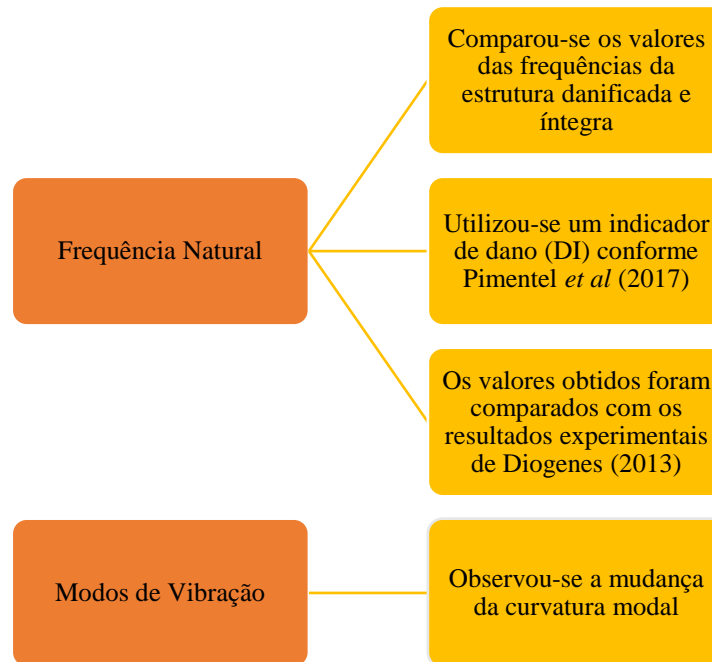 Comparou-se os valores
das frequências da
estrutura danificada e
íntegra
Frequência Natural
Utilizou-se um indicador
de dano (DI) conforme
Pimentel et al (2017)
Os valores obtidos foram
comparados com os
resultados experimentais
de Diogenes (2013)
Modos de Vibração
Observou-se a mudança
da curvatura modal